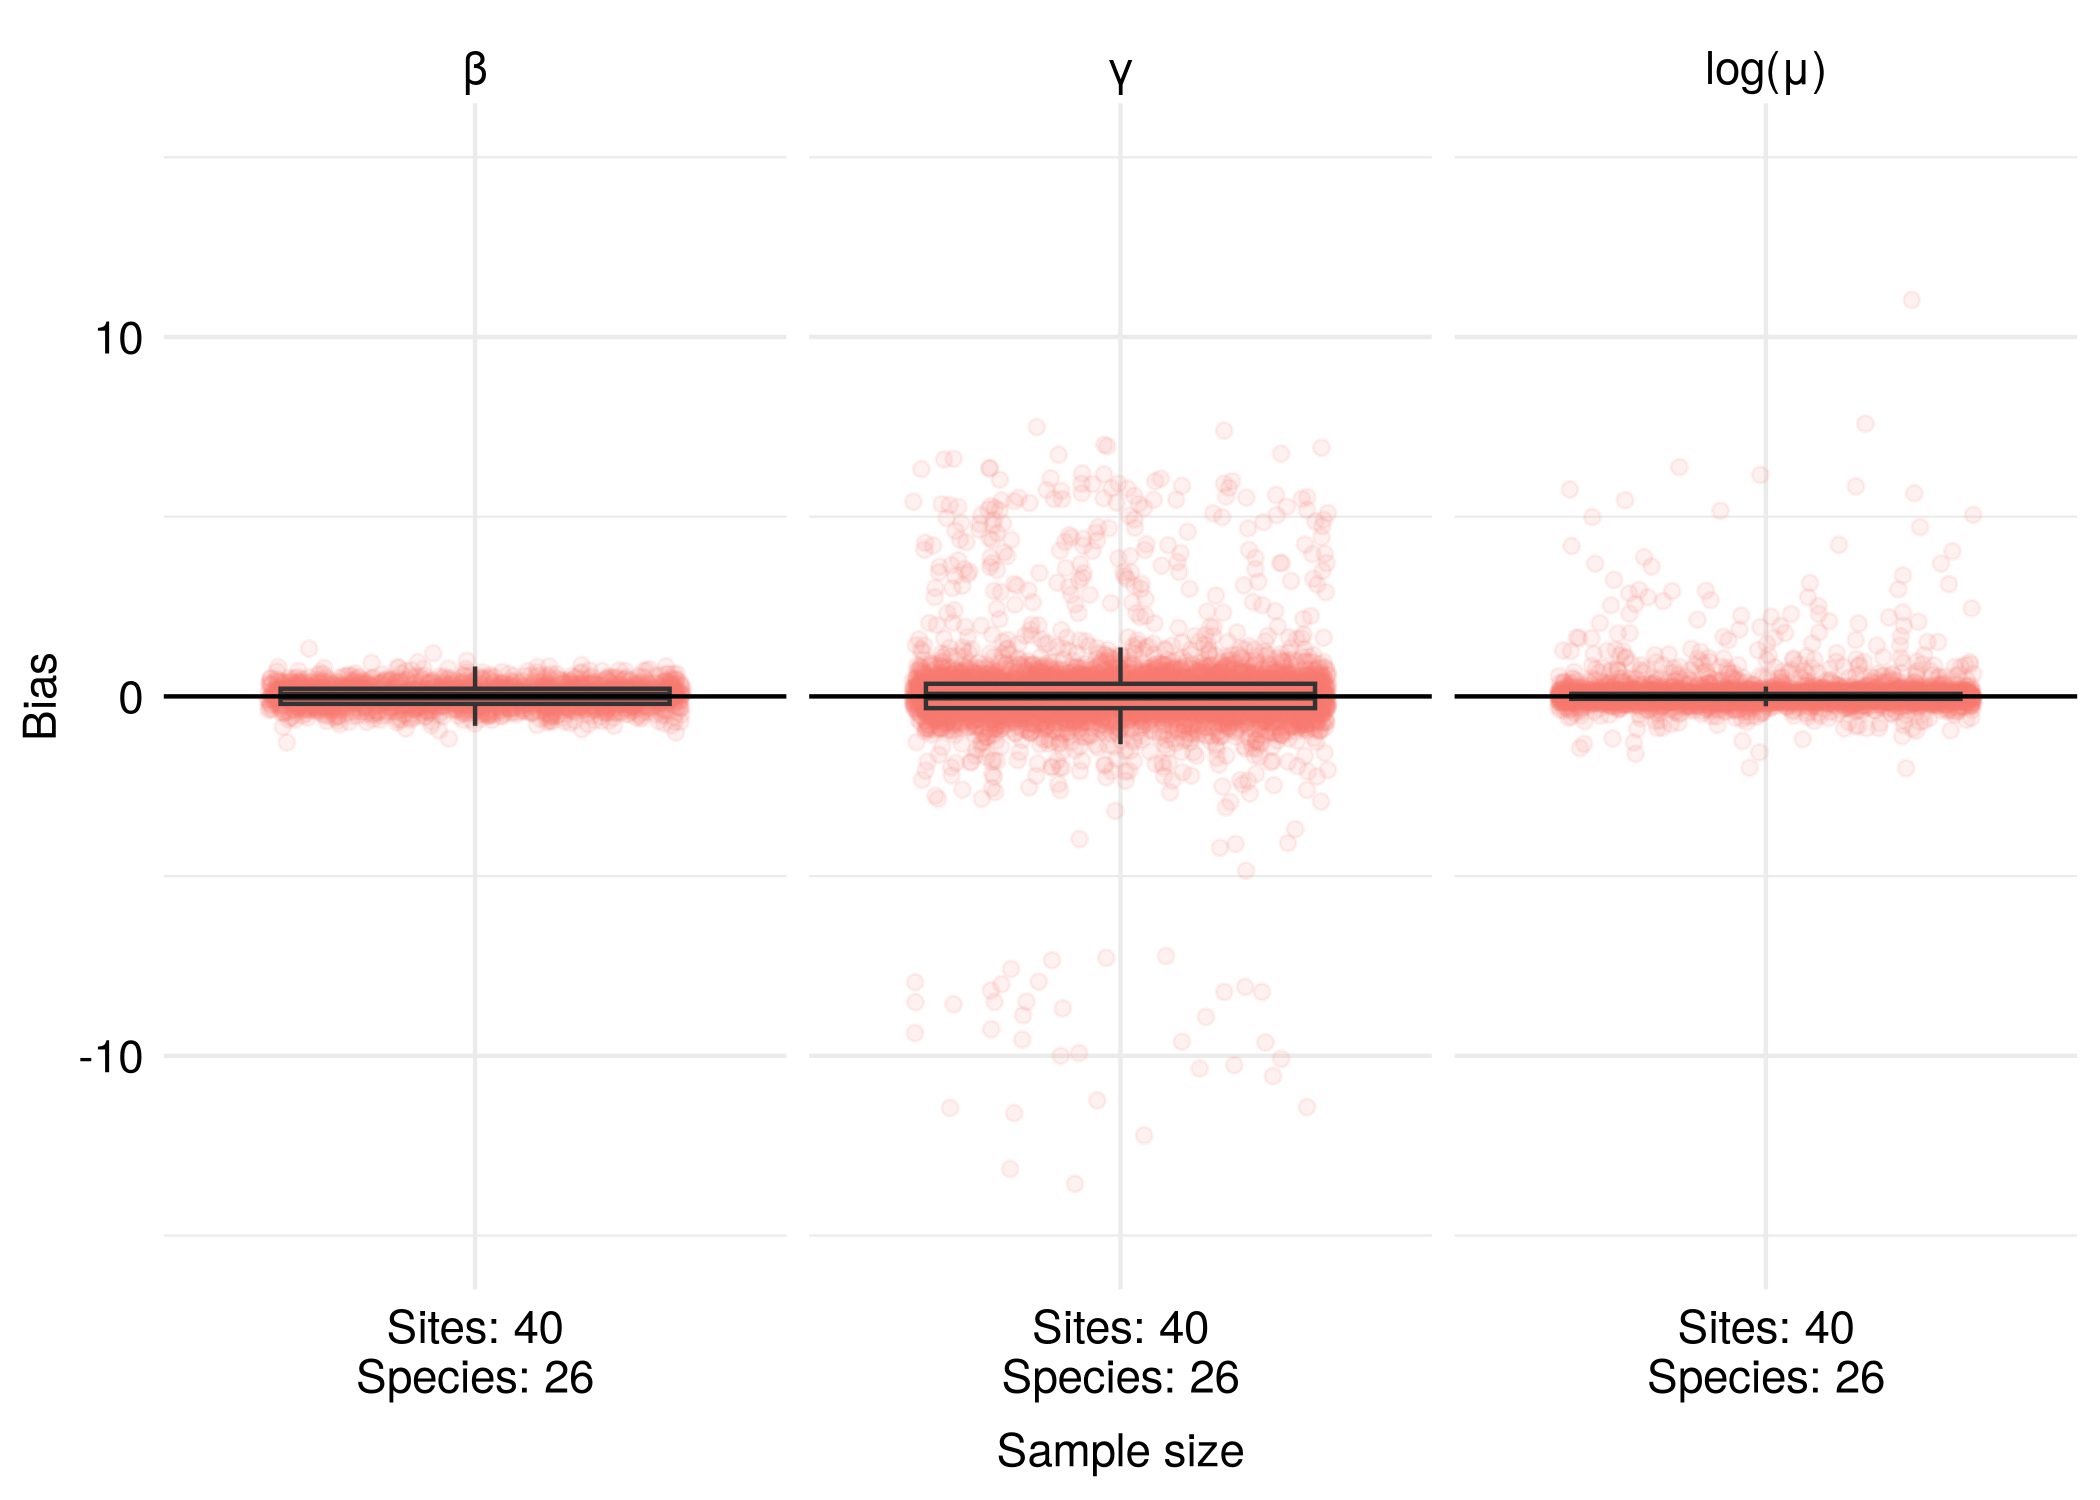 β γ log(μ)
10
0
-10
Bias
Sites: 40 Sites: 40 Sites: 40
Species: 26 Species: 26 Species: 26
Sample size